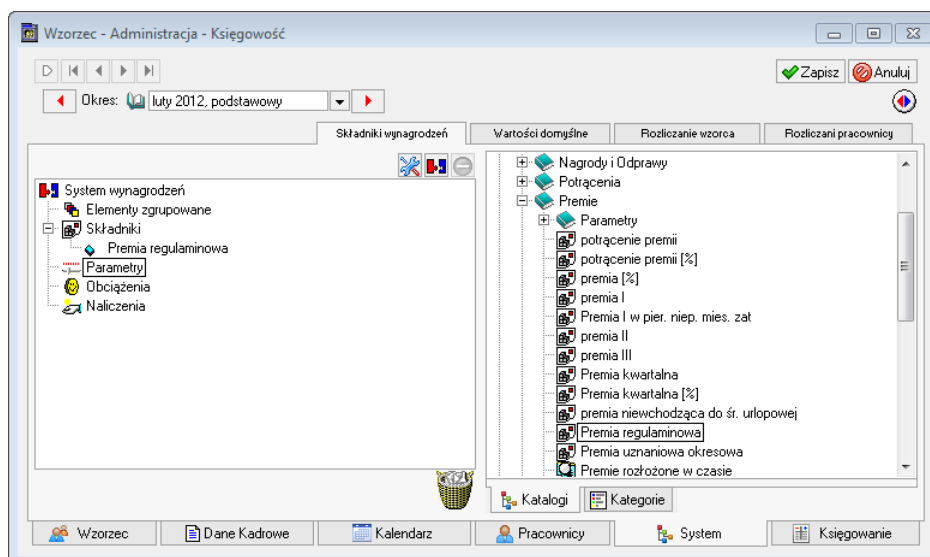 Wzorzec - Administracja - Księgowość
Zapisz
Anuluj
Okres:
luty 2012, podstawowy
Składniki wynagrodzeń
Wartości domyślne
Rozliczanie wzorca
Rozliczani pracownicy
System wynagrodzeń
Elementy zgrupowane
Składniki
Premia regulaminowa
Parametry
Obciążenia
Naliczenia
Nagrody i Odprawy
Potrącenia
Premie
Parametry
potrącenie premii
potrącenie premii [%]
premia [%]
premia I
Premia I w pier. niep. mies. zat
premia II
premia III
Premia kwartalna
Premia kwartalna [%]
premia niewchodząca do śr. urlopowej
Premia regulaminowa
Premia uznaniowa okresowa
Premie rozłożone w czasie
Katalogi
Kategorie
Wzorzec
Dane Kadrowe
Kalendarz
Pracownicy
System
Księgowanie